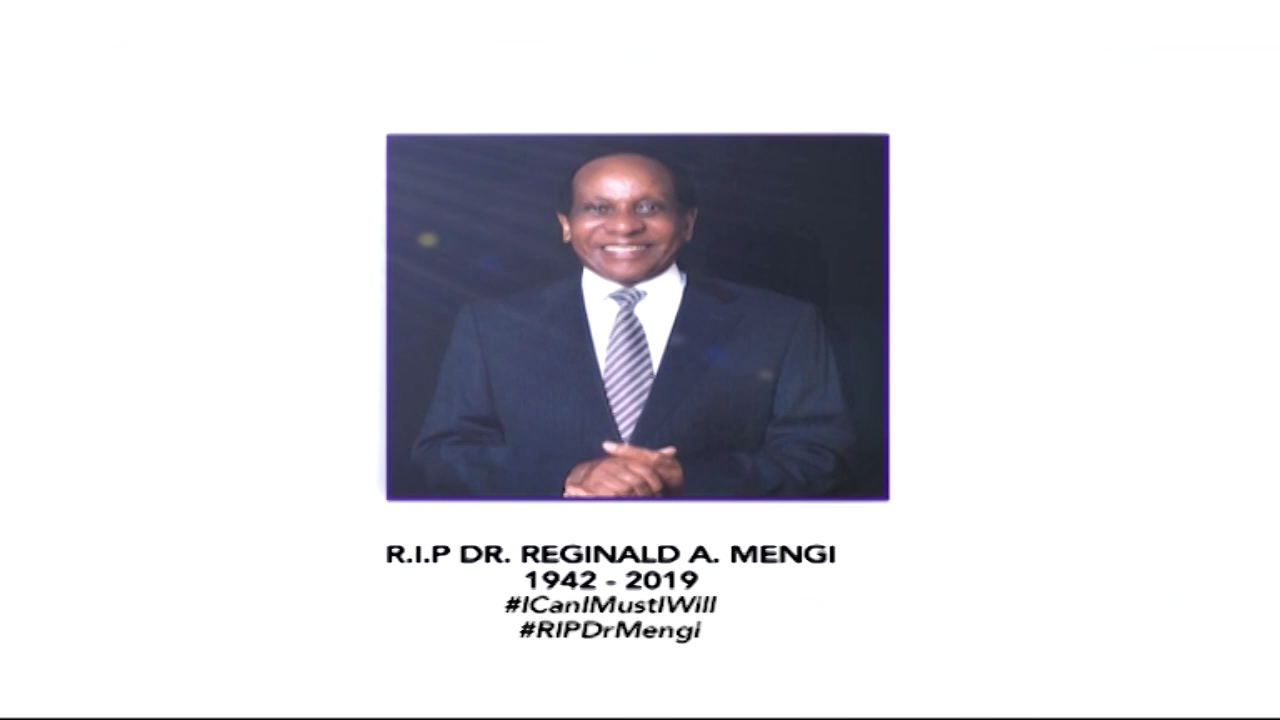 R.I.P DR. REGINALD A. MENGI
1942 - 2019
#ICanIMustIWill
#RIPDrMengi